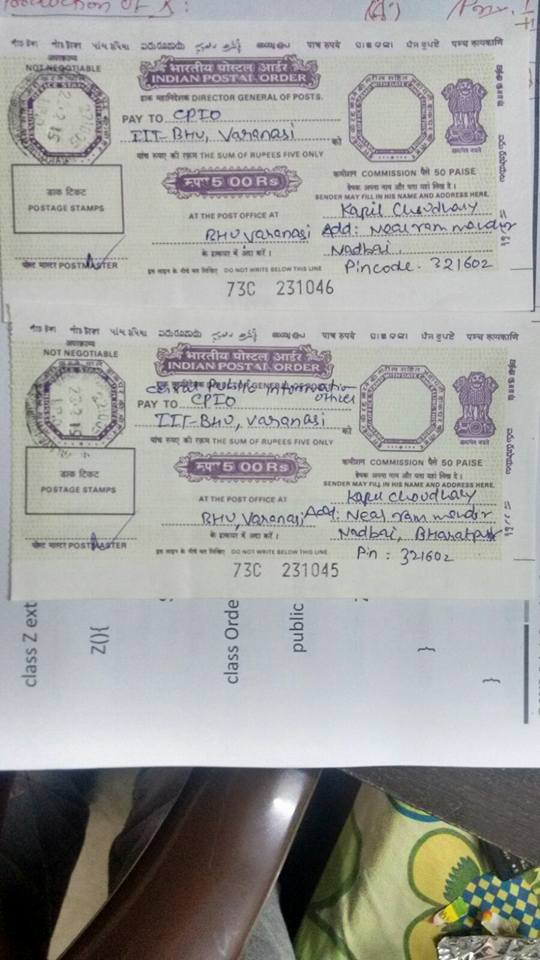 NOT NEGOTIABLE
भारतीय पोस्टल आर्डर
INDIAN POSTAL ORDER
डाक महानिदेशक DIRECTOR GENERAL OF POSTS.
PAY TO CPIO
IIT-BHU, Varanasi को
पांच रुपए की रकम THE SUM OF RUPEES FIVE ONLY
रुपए 5 00 Rs
कमीशन COMMISSION पैसे 50 PAISE
प्रेषक अपना नाम और पता यहां लिख दे।
SENDER MAY FILL IN HIS NAME AND ADDRESS HERE.
डाक टिकट
POSTAGE STAMPS
AT THE POST OFFICE AT
BHU Varanasi
के डाकघर में अदा करें।
Kapil Choudhary
Add: Near ram mandir
Nadbai,
Pincode. 321602
पोस्ट मास्टर POSTMASTER
इस लाइन के नीचे मत लिखिए DO NOT WRITE BELOW THIS LINE
73C 231046
NOT NEGOTIABLE
भारतीय पोस्टल आर्डर
INDIAN POSTAL ORDER
Central Public Information Officer
PAY TO CPIO
IIT-BHU, Varanasi को
पांच रुपए की रकम THE SUM OF RUPEES FIVE ONLY
रुपए 5 00 Rs
कमीशन COMMISSION पैसे 50 PAISE
प्रेषक अपना नाम और पता यहां लिख दे।
SENDER MAY FILL IN HIS NAME AND ADDRESS HERE.
डाक टिकट
POSTAGE STAMPS
AT THE POST OFFICE AT
BHU, Varanasi
के डाकघर में अदा करें।
Kapil Choudhary
Add: Near ram mandir
Nadbai, Bharatpur
Pin : 321602
पोस्ट मास्टर POSTMASTER
इस लाइन के नीचे मत लिखिए DO NOT WRITE BELOW THIS LINE
73C 231045
class Z ext
Z(){
class Orde
public
}
}